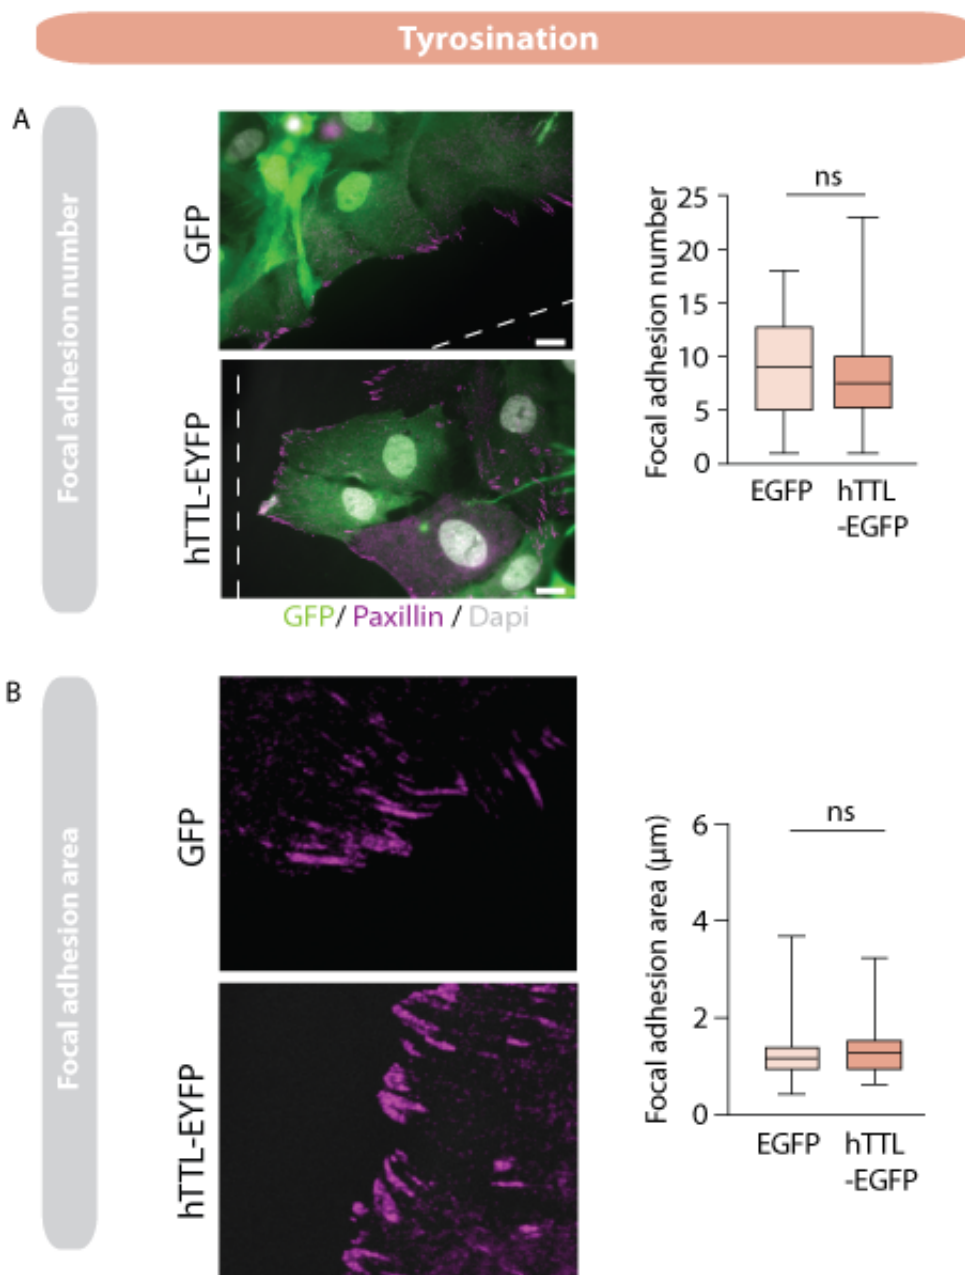 Tyrosination
A
Focal adhesion number
GFP
hTTL-EYFP
GFP/ Paxillin / Dapi
ns
Focal adhesion number
25
20
15
10
5
0
EGFP
hTTL
-EGFP
B
Focal adhesion area
GFP
hTTL-EYFP
ns
Focal adhesion area (μm)
6
4
2
0
EGFP
hTTL
-EGFP